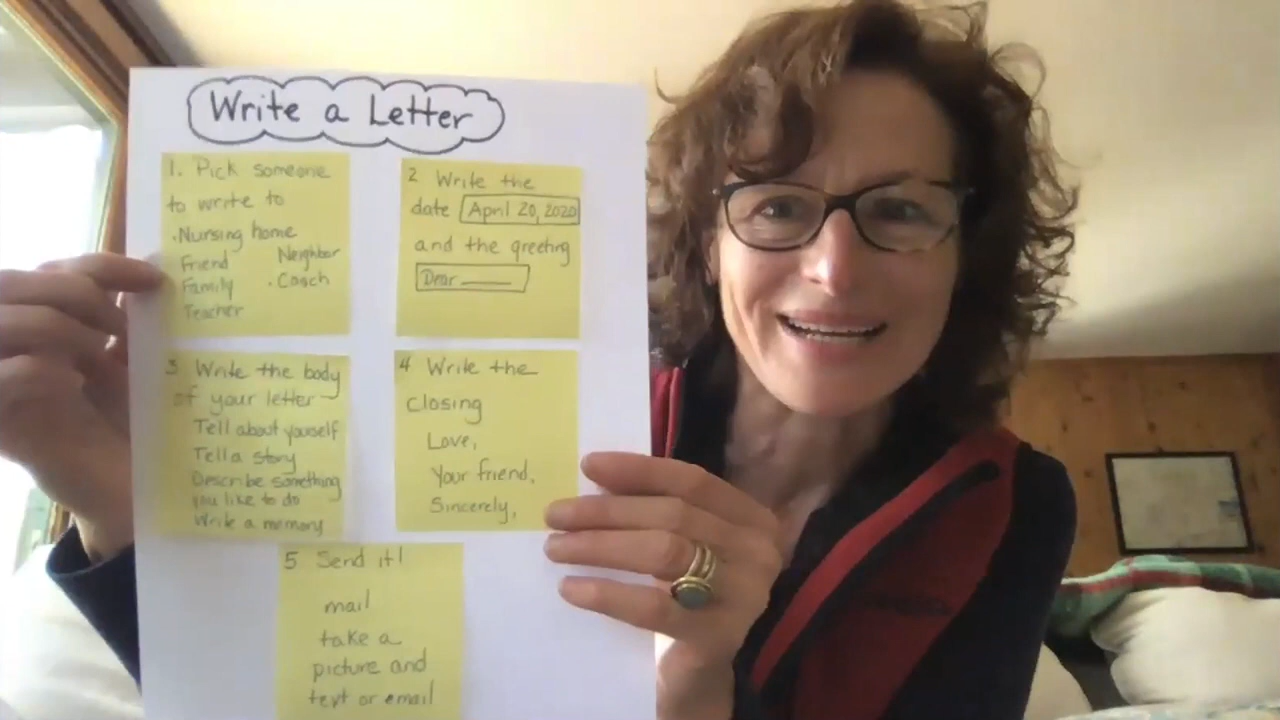 Write a Letter
1. Pick someone
to write to
· Nursing home
Friend Neighbor
Family · Coach
Teacher
2 Write the
date April 20, 2020
and the greeting
Dear ______
3 Write the body
of your letter
Tell about yourself
Tell a story
Describe something
you like to do
Write a memory
4 Write the
Closing
Love,
Your friend,
Sincerely,
5 Send it!
mail
take a
picture and
text or email